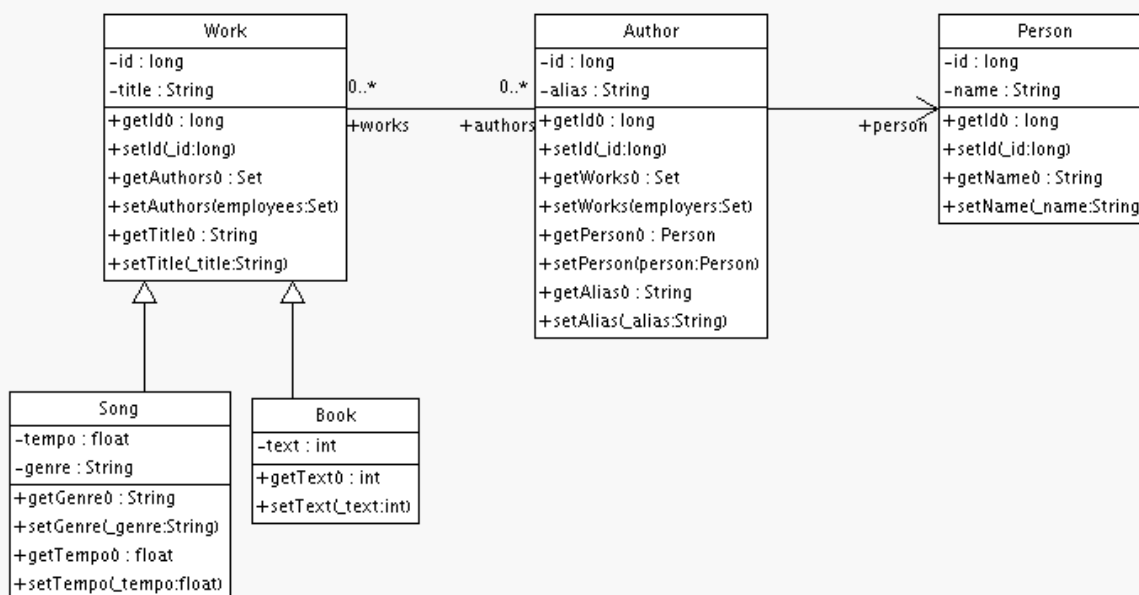 Work
-id : long
-title : String
+getId() : long
+setId(_id:long)
+getAuthors() : Set
+setAuthors(employees:Set)
+getTitle() : String
+setTitle(_title:String)
0..*
+works
0..*
+authors
Author
-id : long
-alias : String
+getId() : long
+setId(_id:long)
+getWorks() : Set
+setWorks(employers:Set)
+getPerson() : Person
+setPerson(person:Person)
+getAlias() : String
+setAlias(_alias:String)
+person
Person
-id : long
-name : String
+getId() : long
+setId(_id:long)
+getName() : String
+setName(_name:String
Song
-tempo : float
-genre : String
+getGenre() : String
+setGenre(_genre:String)
+getTempo() : float
+setTempo(_tempo:float)
Book
-text : int
+getText() : int
+setText(_text:int)